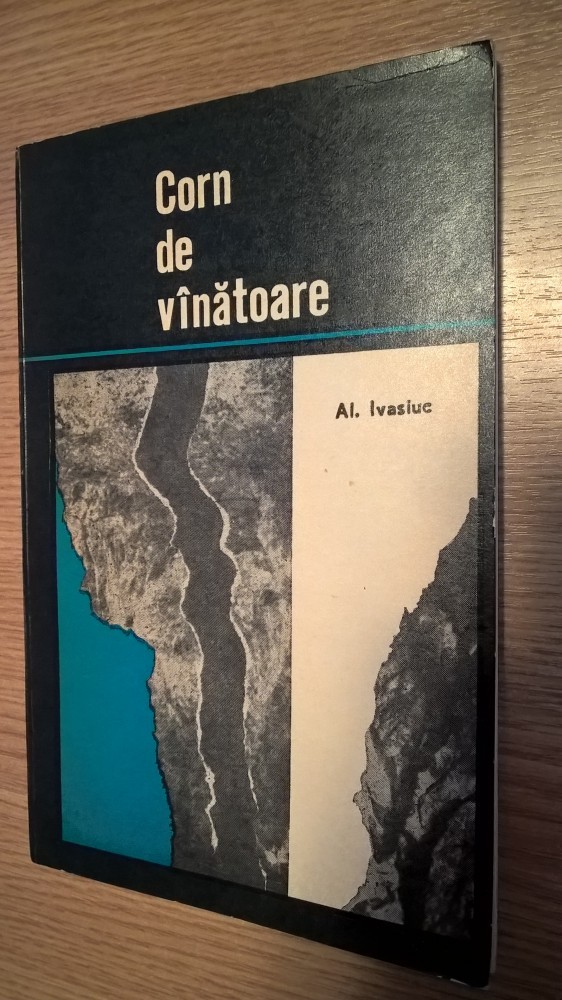 Corn
de
vînătoare
Al. Ivasiuc